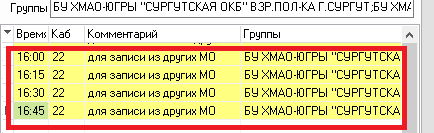 Группы БУ ХМАО-ЮГРЫ "СУРГУТСКАЯ ОКБ" ВЗР.ПОЛ-КА Г.СУРГУТ;БУ ХМА
Время Каб Комментарий Группы
16:00 22 для записи из других МО БУ ХМАО-ЮГРЫ "СУРГУТСКА
16:15 22 для записи из других МО БУ ХМАО-ЮГРЫ "СУРГУТСКА
16:30 22 для записи из других МО БУ ХМАО-ЮГРЫ "СУРГУТСКА
16:45 22 для записи из других МО БУ ХМАО-ЮГРЫ "СУРГУТСКА